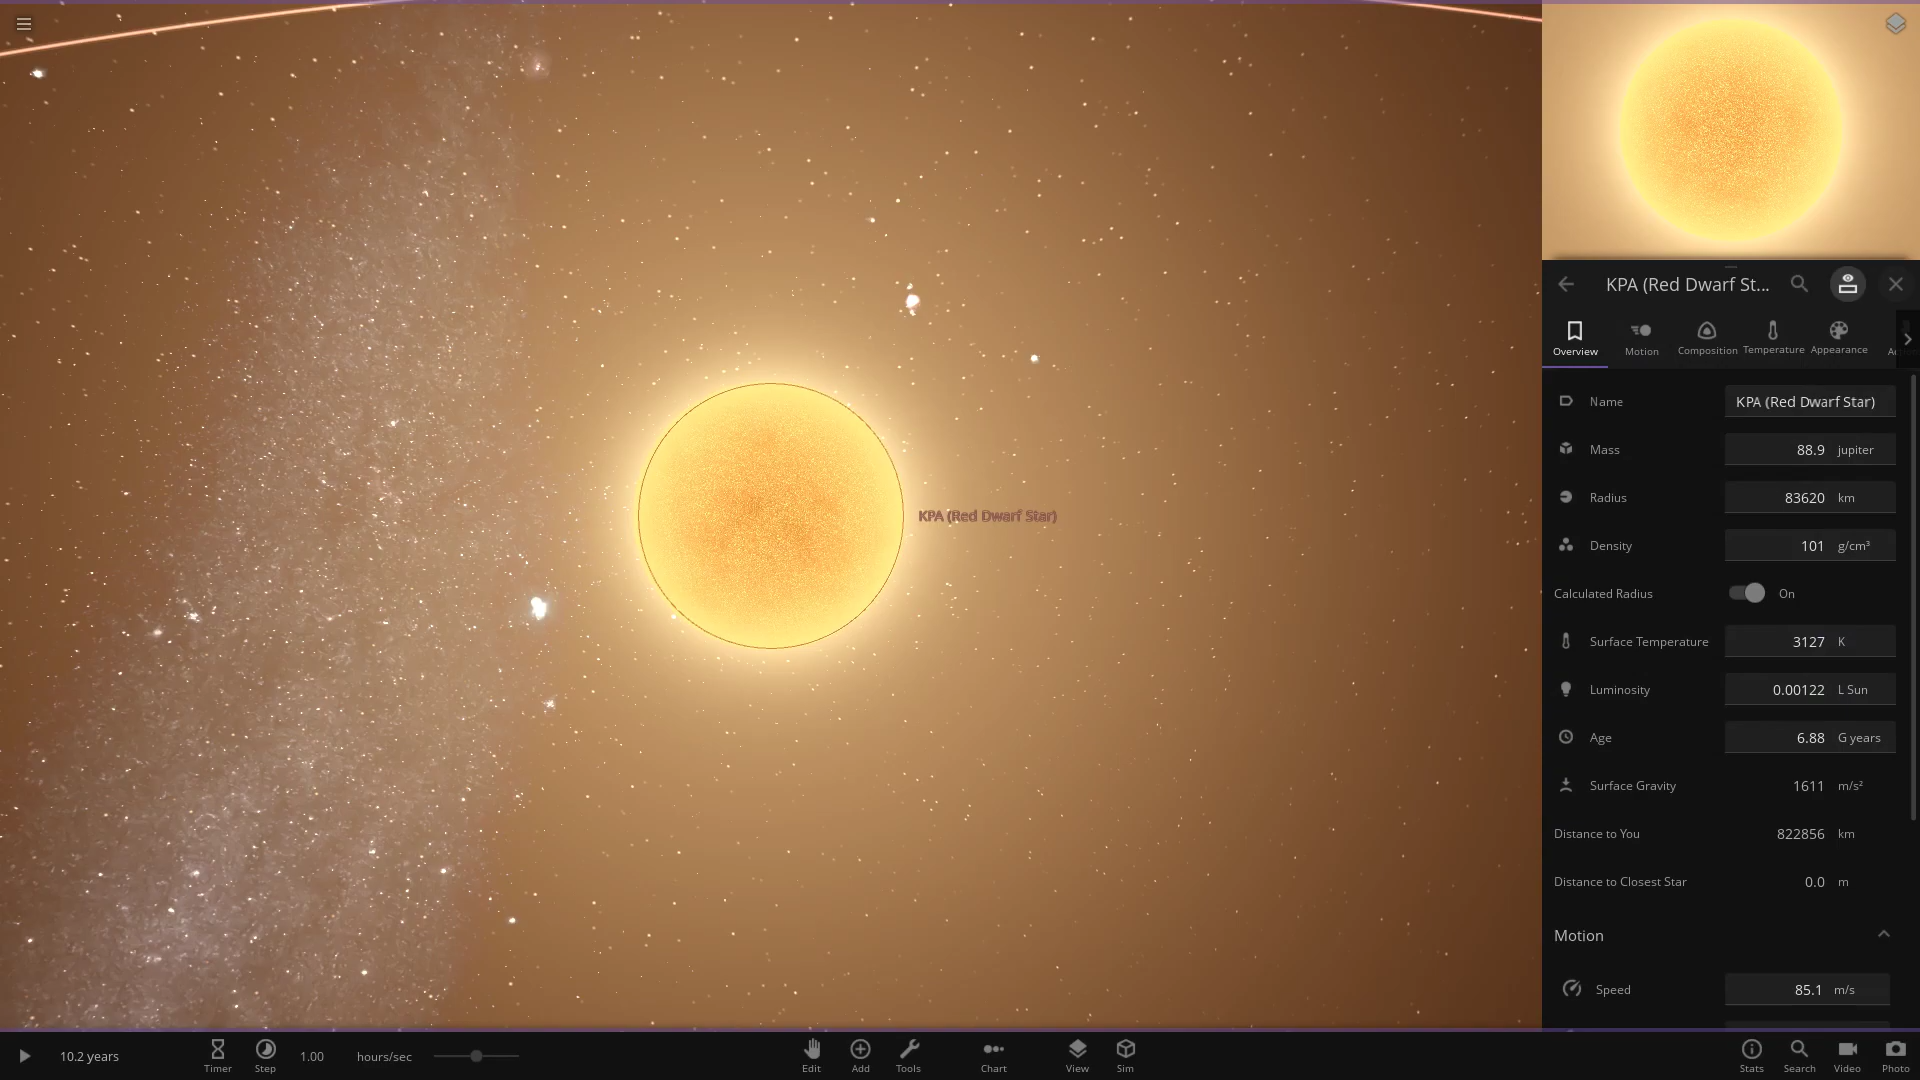 KPA (Red Dwarf St...
Overview Motion Composition Temperature Appearance
Name KPA (Red Dwarf Star)
Mass 88.9 jupiter
Radius 83620 km
KPA (Red Dwarf Star)
Density 101 g/cm³
Calculated Radius On
Surface Temperature 3127 K
Luminosity 0.00122 L Sun
Age 6.88 G years
Surface Gravity 1611 m/s²
Distance to You 822856 km
Distance to Closest Star 0.0 m
Motion
Speed 85.1 m/s
10.2 years Timer Step 1.00 hours/sec Edit Add Tools Chart View Sim Stats Search Video Photo